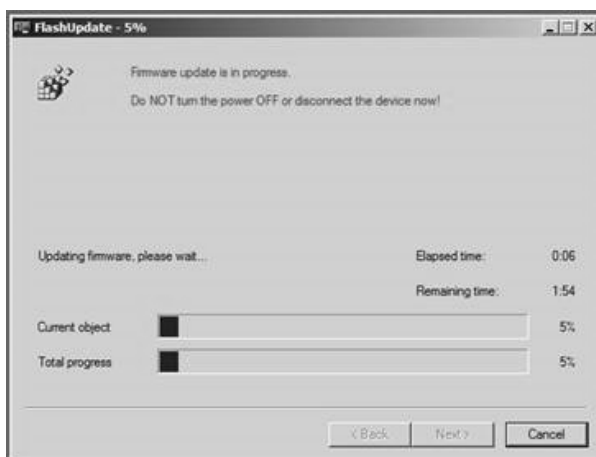 FlashUpdate - 5%
Firmware update is in progress.
Do NOT turn the power OFF or disconnect the device now!
Updating firmware, please wait...
Elapsed time: 0:06
Remaining time: 1:54
Current object 5%
Total progress 5%
< Back Next > Cancel